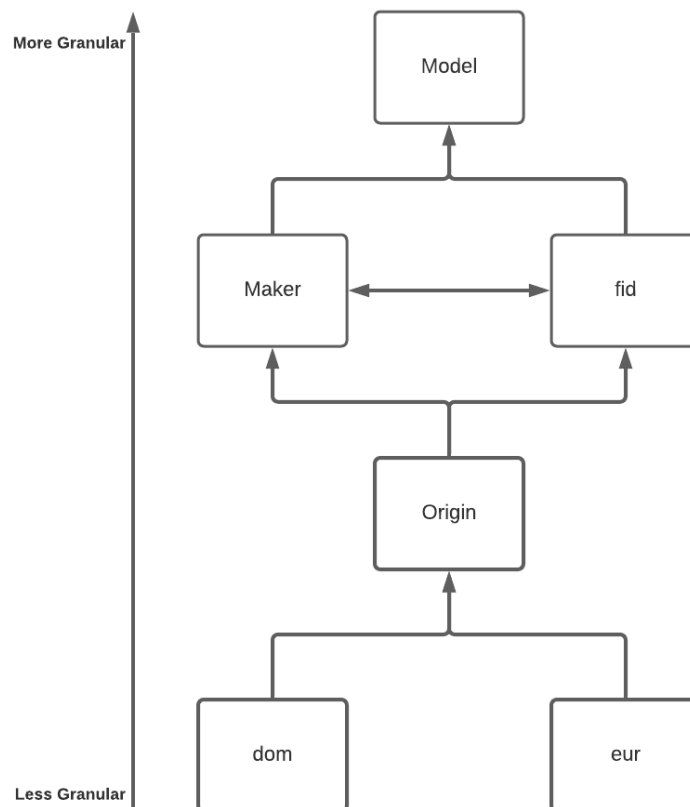 More Granular
Model
Maker
fid
Origin
dom
eur
Less Granular